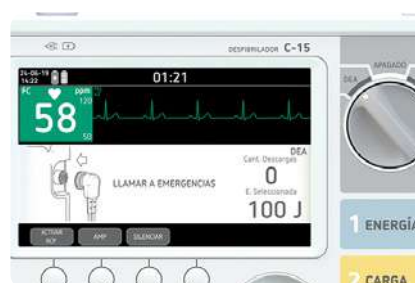 DESFIBRILADOR C-15
24-06-19
14:22
01:21
FC
ppm
120
58
50
APAGADO
DEA
DEA
Cant. Descargas
0
E. Seleccionada
100 J
LLAMAR A EMERGENCIAS
ACTIVAR
RCP
AMP
SILENCIAR
1 ENERGÍA
2 CARGA